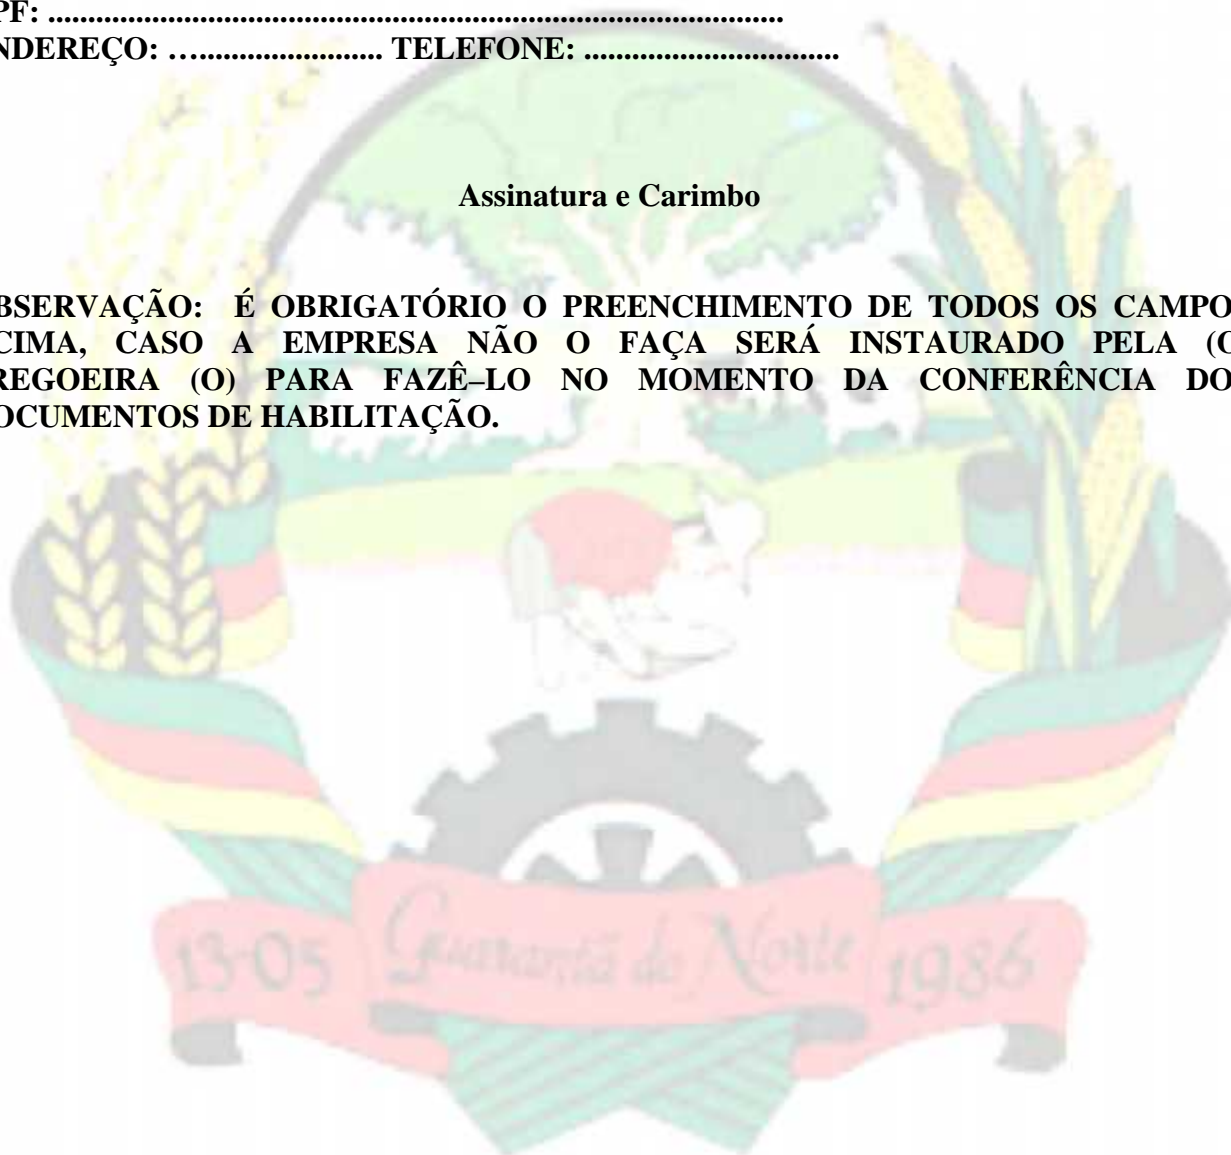 PF: ..............................................................................................
NDEREÇO: …....................... TELEFONE: ................................
Assinatura e Carimbo
BSERVAÇÃO: É OBRIGATÓRIO O PREENCHIMENTO DE TODOS OS CAMPO
CIMA, CASO A EMPRESA NÃO O FAÇA SERÁ INSTAURADO PELA (O
REGOEIRA (O) PARA FAZÊ–LO NO MOMENTO DA CONFERÊNCIA DO
OCUMENTOS DE HABILITAÇÃO.
13-05 Guarantã do Norte 1986